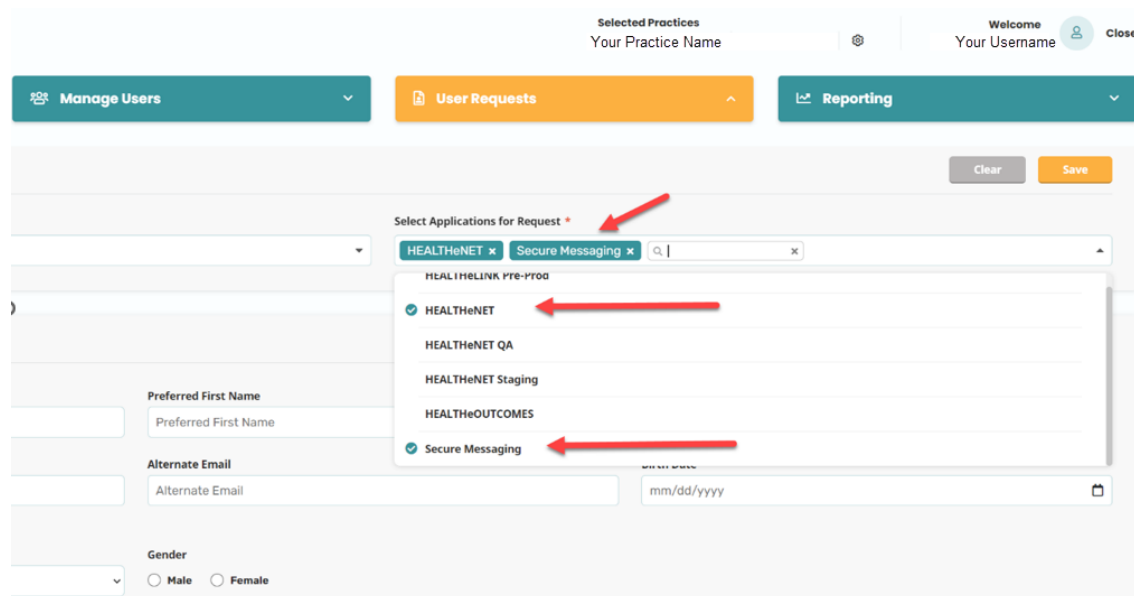 Selected Practices
Your Practice Name
Welcome
Your Username
Close
Manage Users
User Requests
Reporting
Clear
Save
Select Applications for Request *
HEALTHeNET ×
Secure Messaging ×
HEALTHeLINK Pre-Prod
HEALTHeNET
HEALTHeNET QA
HEALTHeNET Staging
HEALTHeOUTCOMES
Secure Messaging
Preferred First Name
Preferred First Name
Alternate Email
Birth Date
Alternate Email
mm/dd/yyyy
Gender
Male
Female